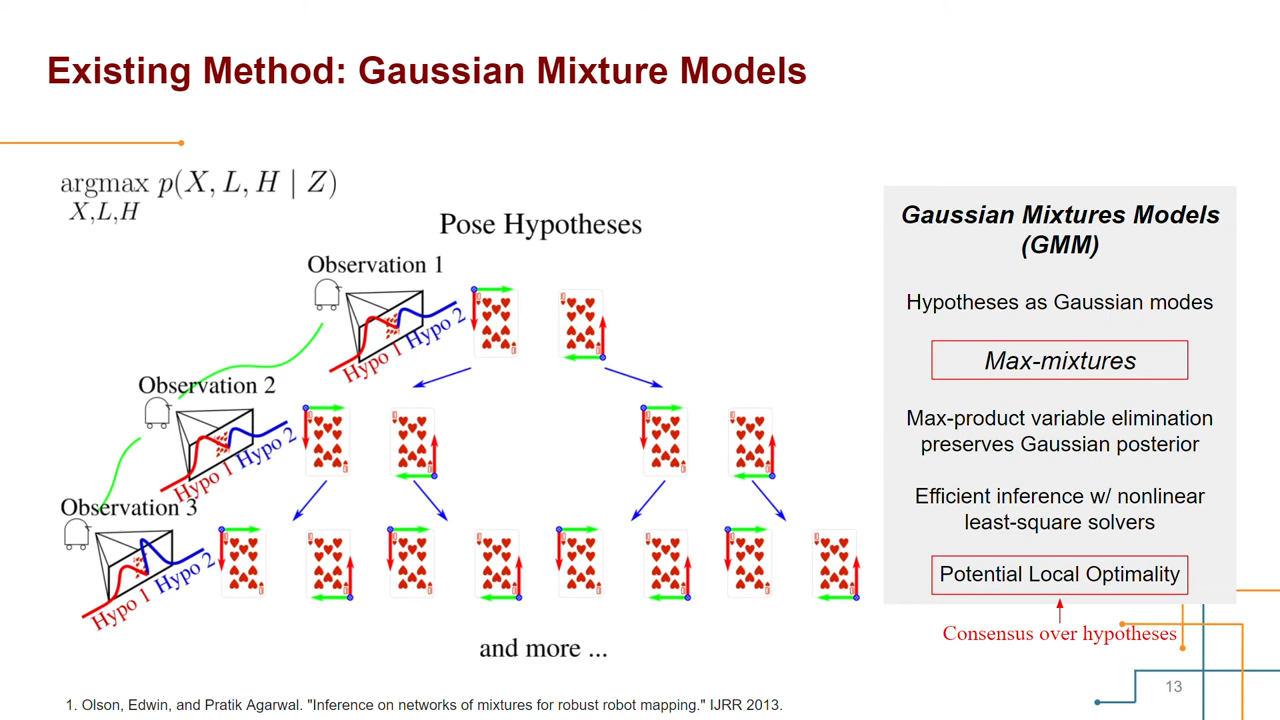 Existing Method: Gaussian Mixture Models
argmax p(X, L, H | Z)
X,L,H
Pose Hypotheses
Observation 1
Hypo 1
Hypo 2
Observation 2
Hypo 1
Hypo 2
Observation 3
Hypo 1
Hypo 2
and more ...
Gaussian Mixtures Models
(GMM)
Hypotheses as Gaussian modes
Max-mixtures
Max-product variable elimination
preserves Gaussian posterior
Efficient inference w/ nonlinear
least-square solvers
Potential Local Optimality
Consensus over hypotheses
13
1. Olson, Edwin, and Pratik Agarwal. "Inference on networks of mixtures for robust robot mapping." IJRR 2013.